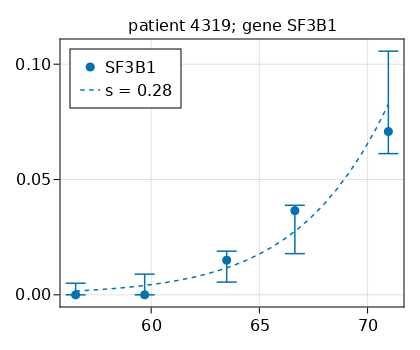 patient 4319; gene SF3B1
SF3B1
s = 0.28
0.10
0.05
0.00
60
65
70